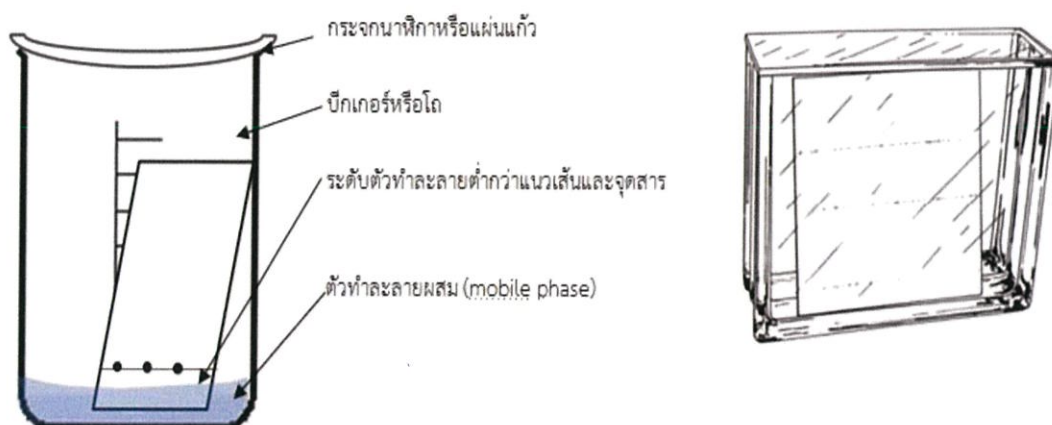 กระจกนาฬิกาหรือแผ่นแก้ว
บีกเกอร์หรือโถ
ระดับตัวทำละลายต่ำกว่าแนวเส้นและจุดสาร
ตัวทำละลายผสม (mobile phase)